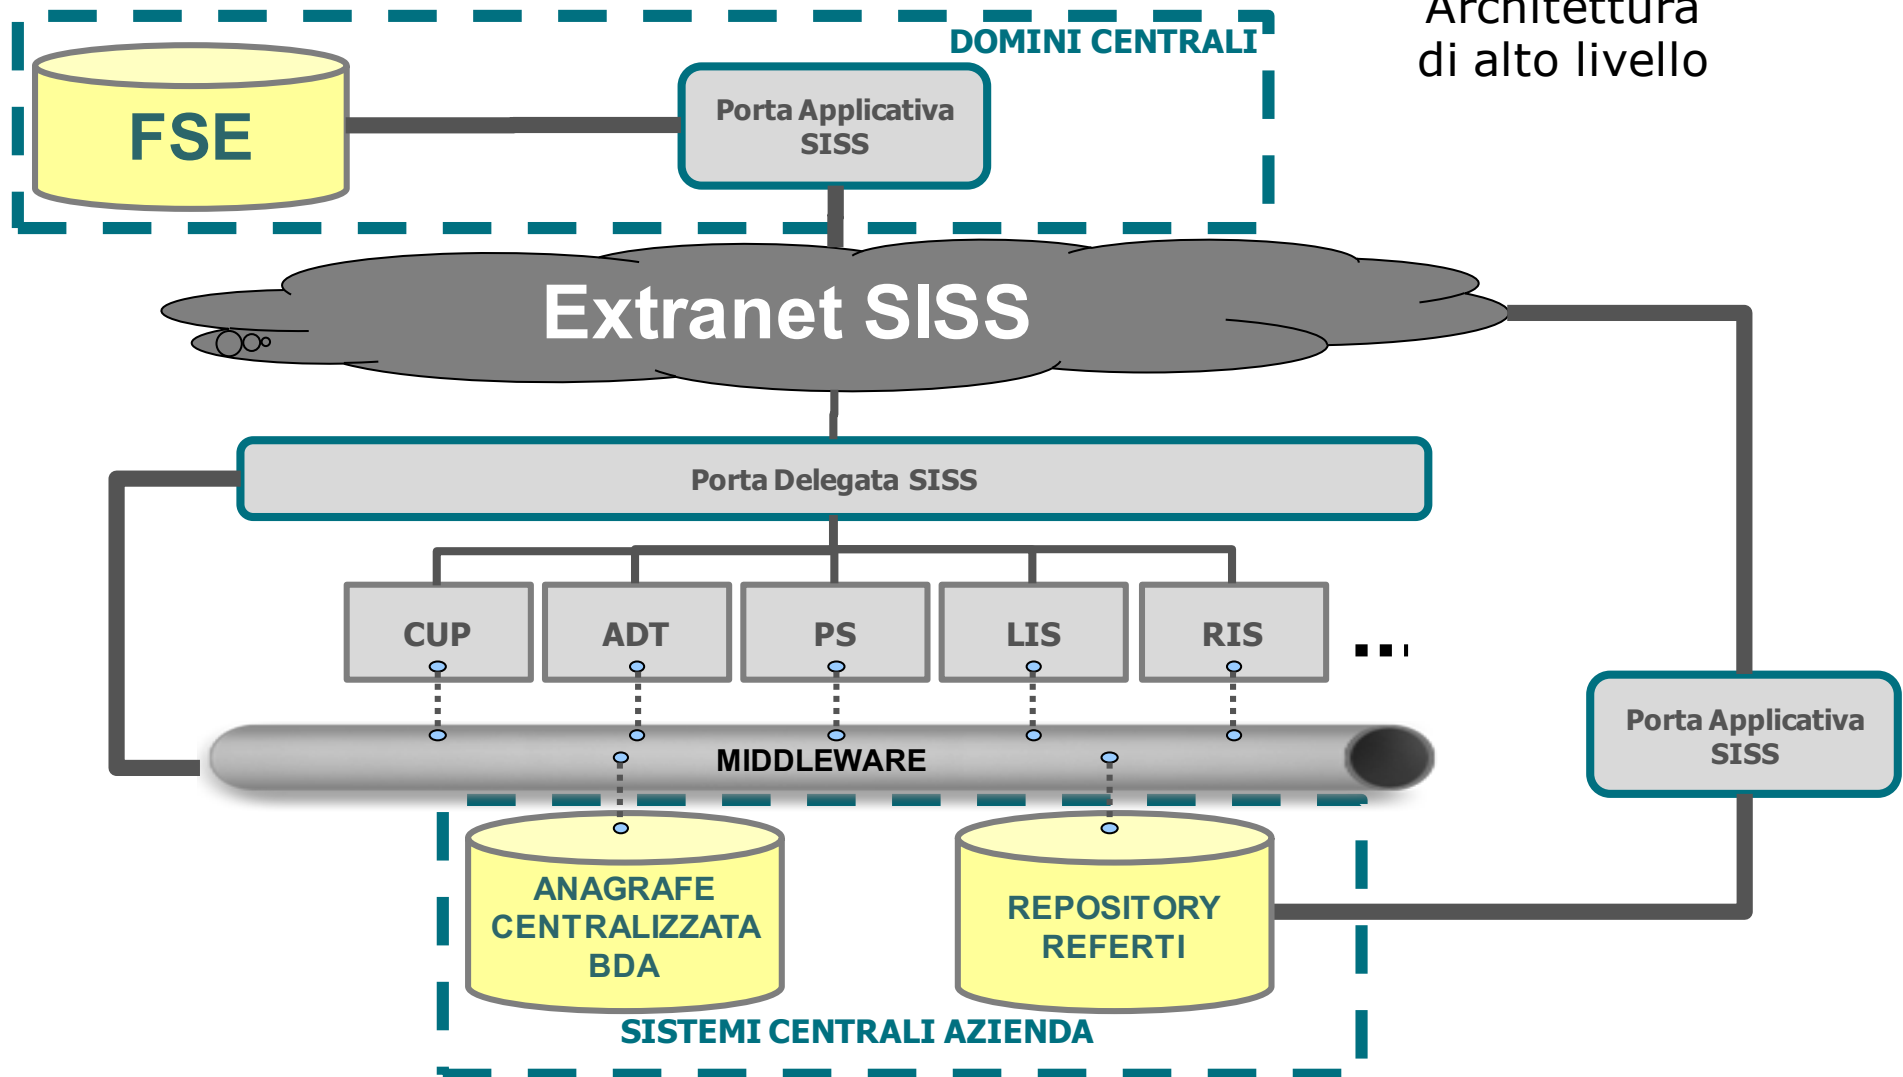 Architettura
di alto livello
DOMINI CENTRALI
FSE
Porta Applicativa
SISS
Extranet SISS
Porta Delegata SISS
CUP
ADT
PS
LIS
RIS
...
MIDDLEWARE
Porta Applicativa
SISS
ANAGRAFE
CENTRALIZZATA
BDA
REPOSITORY
REFERTI
SISTEMI CENTRALI AZIENDA